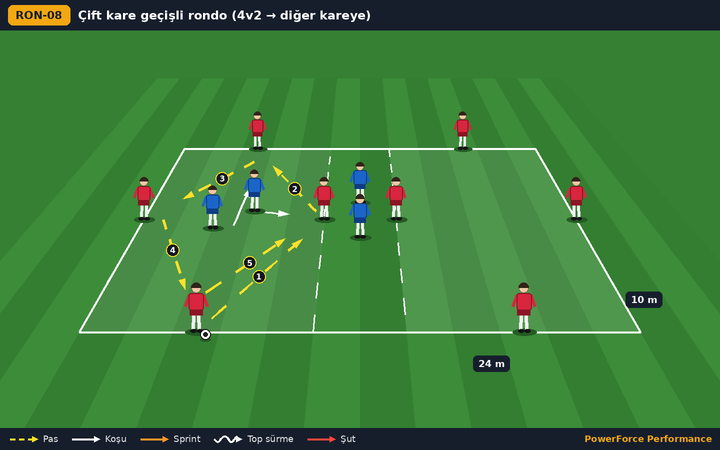 RON-08 Çift kare geçişli rondo (4v2 → diğer kareye)
3
2
4
5
1
10 m
24 m
Pas Koşu Sprint Top sürme Şut PowerForce Performance